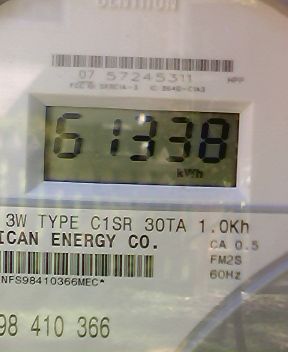 CENTRON
07 57245311
61338
kWh
3W TYPE C1SR 30TA 1.0Kh
ICAN ENERGY CO.
CA 0.5
FM2S
60Hz
NFS98410366MEC*
98 410 366